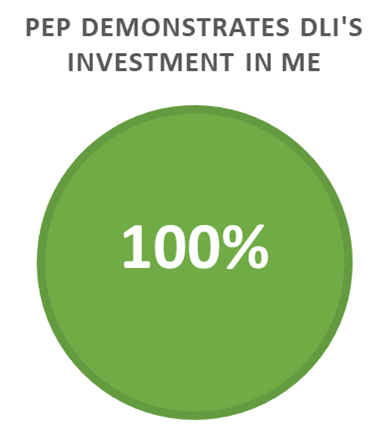 PEP DEMONSTRATES DLI'S
INVESTMENT IN ME
100%